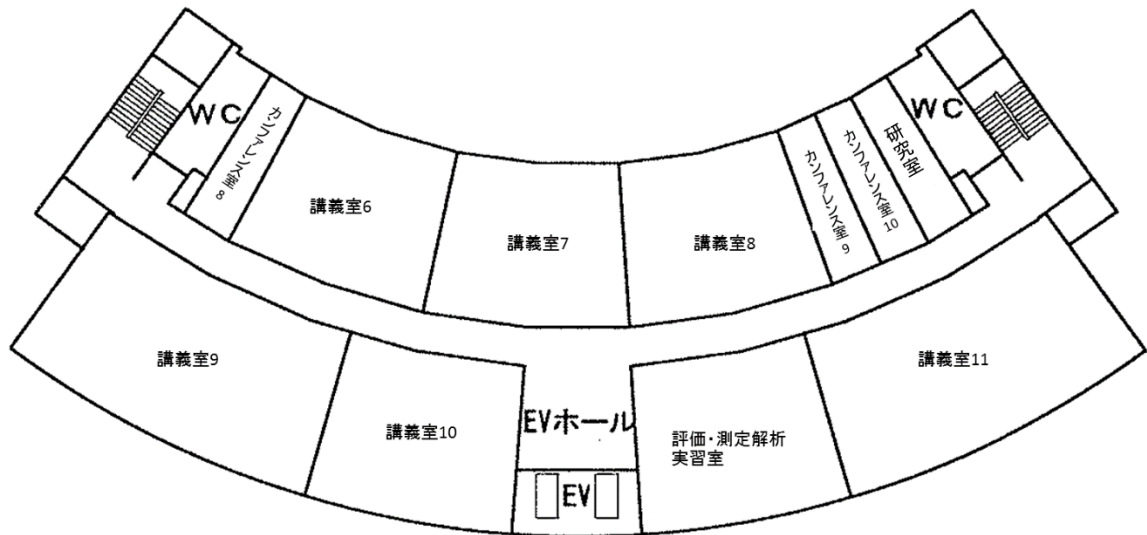 WC
カンファレンス室8
講義室6
講義室7
講義室8
カンファレンス室9
カンファレンス室10
研究室
WC
講義室9
講義室10
EVホール
EV
評価・測定解析
実習室
講義室11